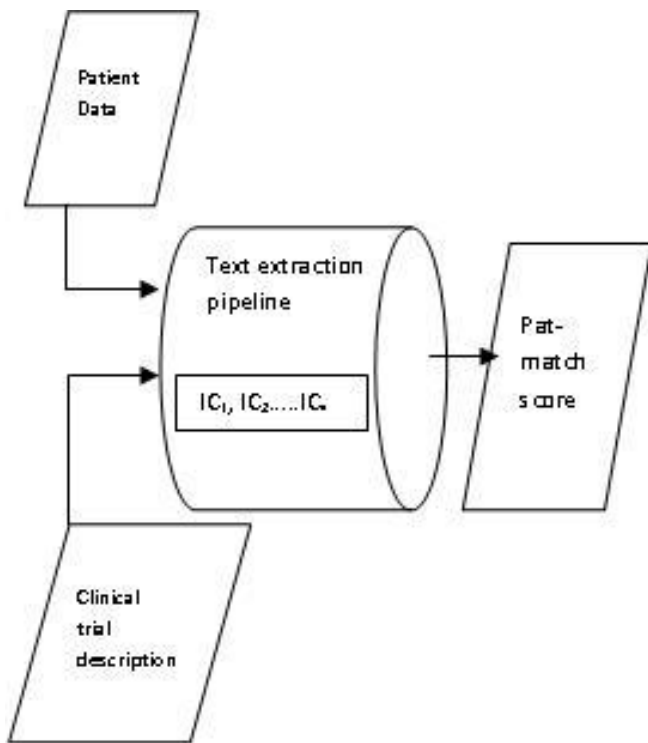 Patient
Data
Text extraction
pipeline
IC₁, IC₂.....ICₙ
Pat-
match
score
Clinical
trial
description